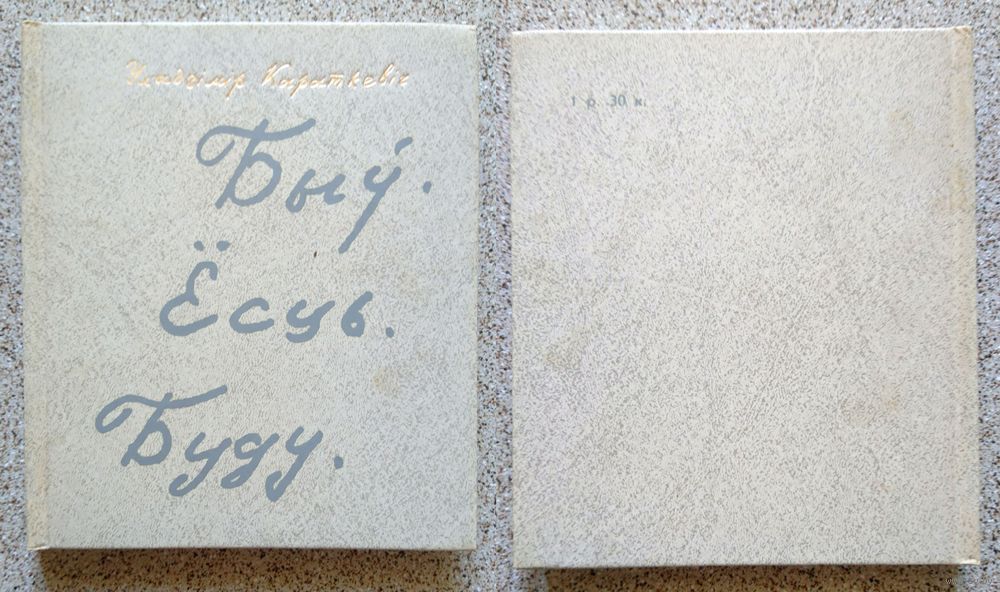 Уладзімір Караткевіч
Быў.
Ёсць.
Буду.
1 р. 30 к.